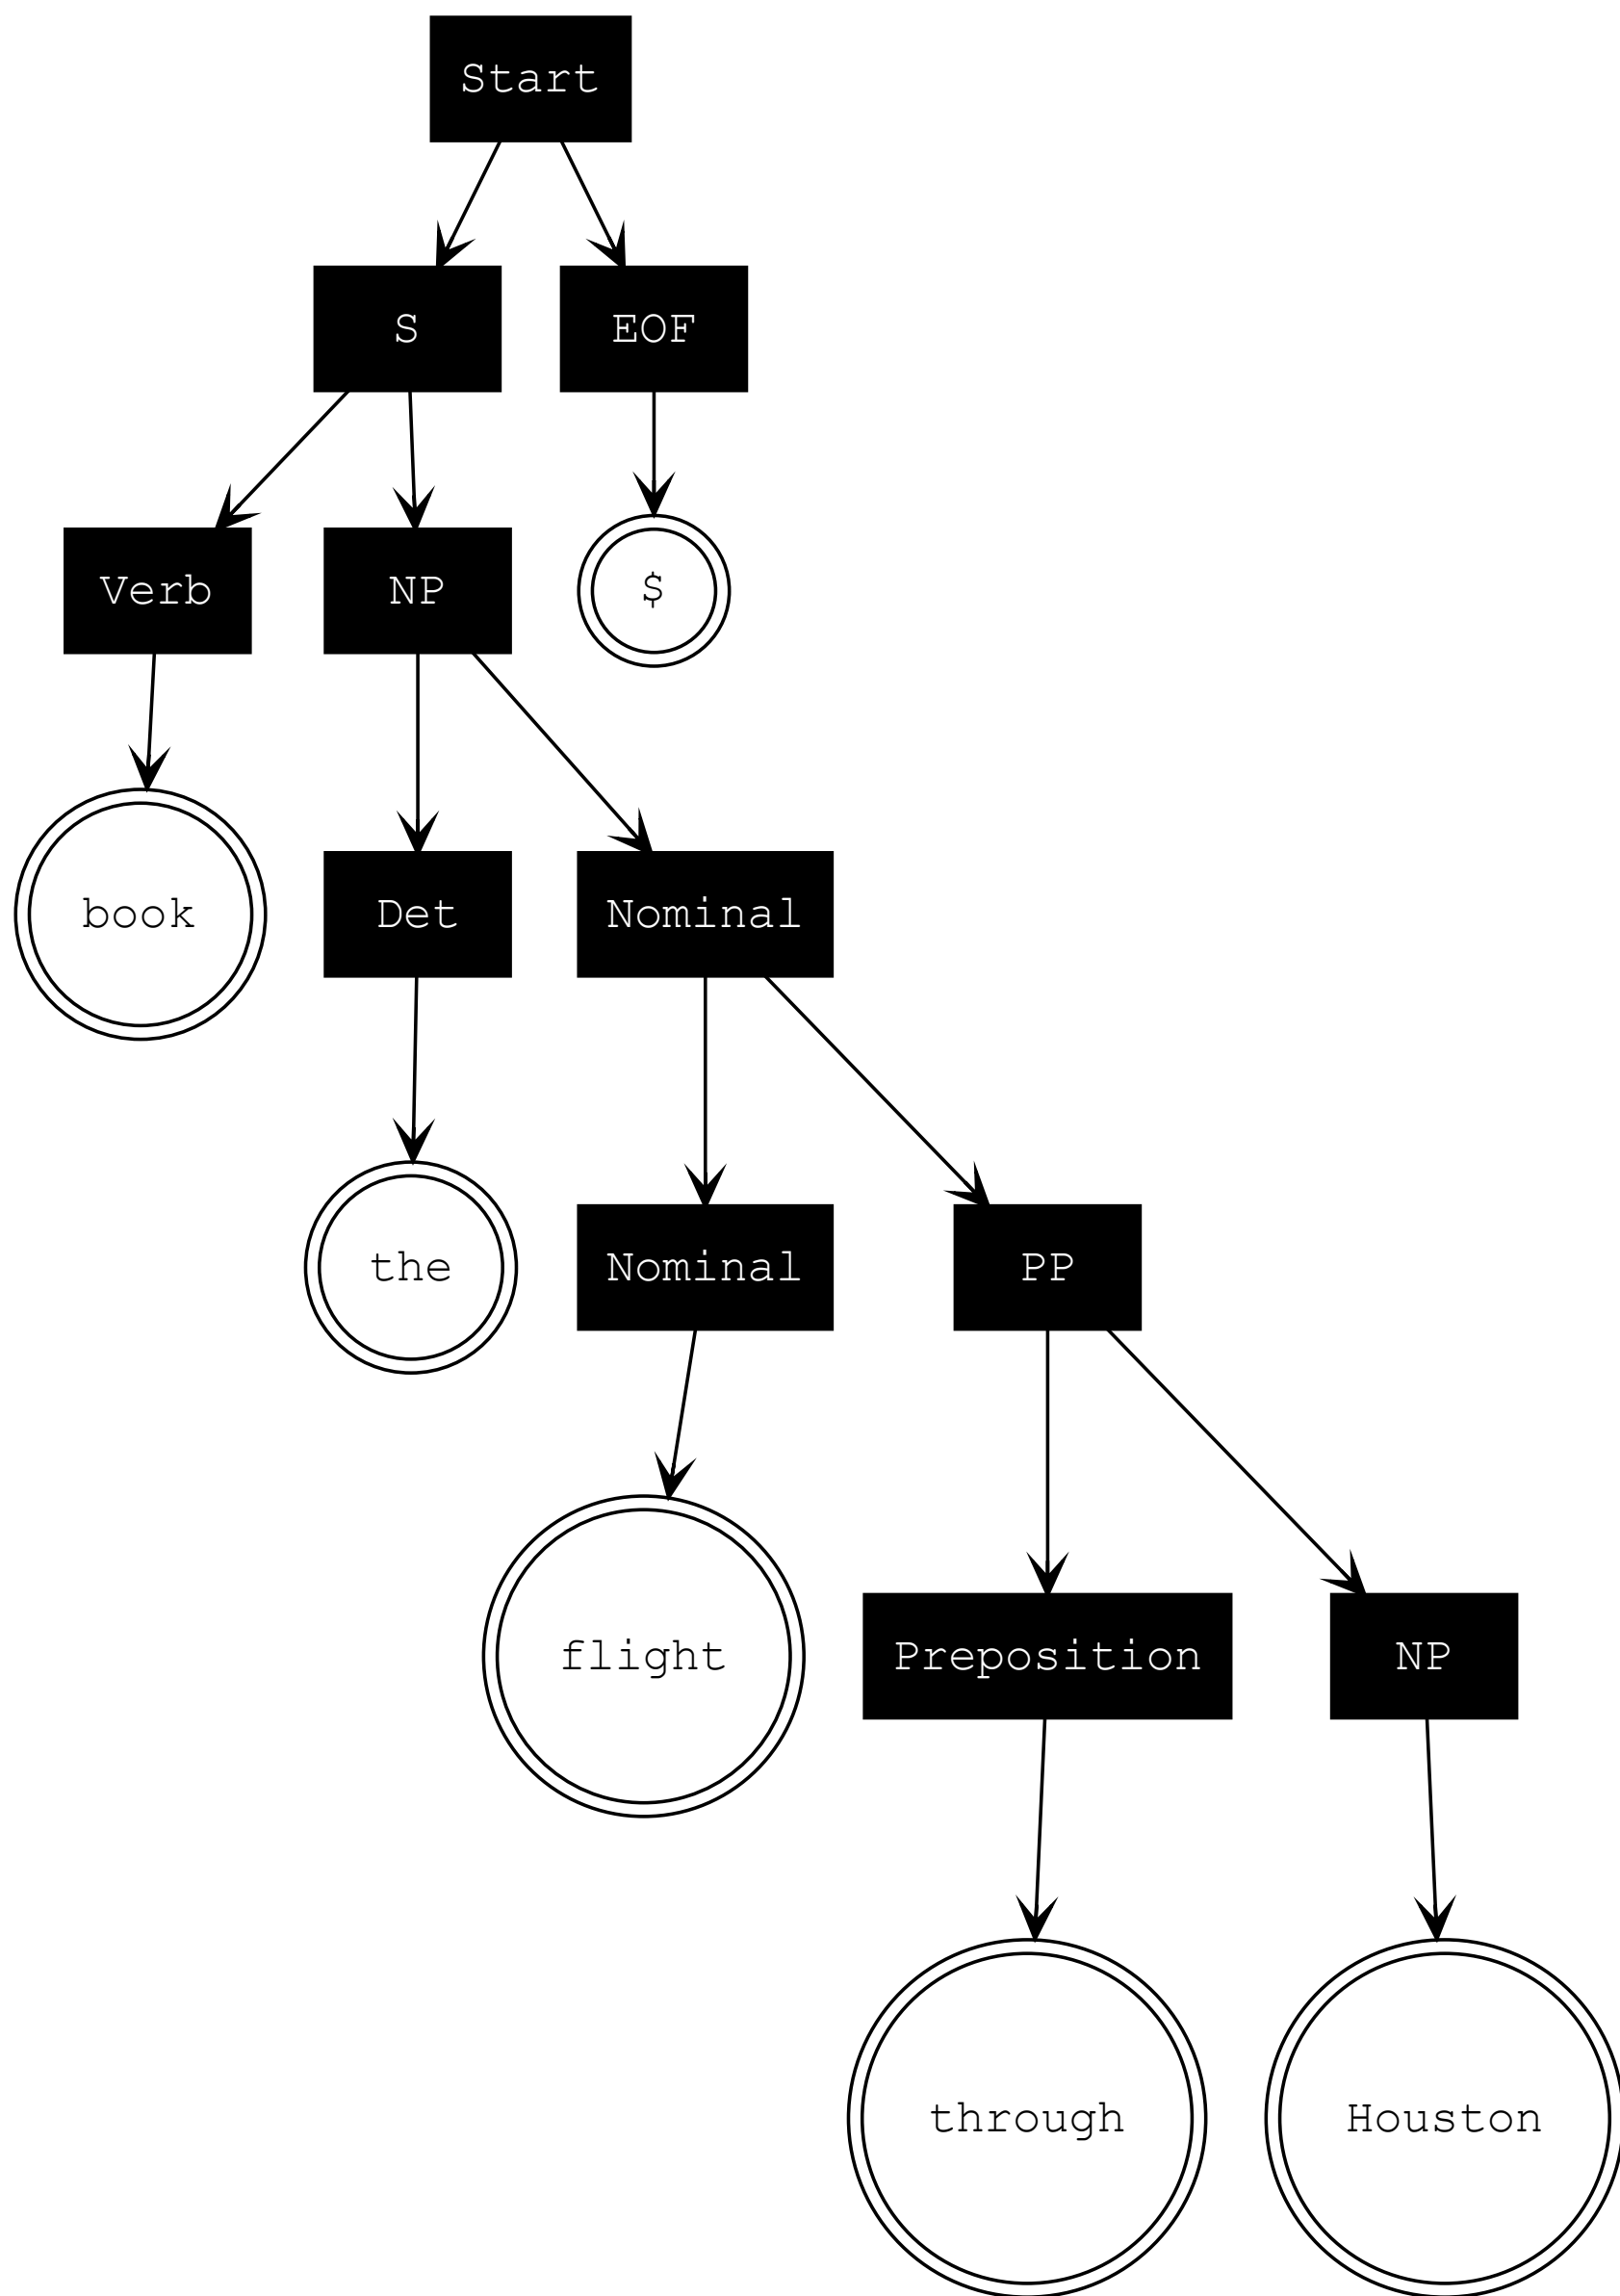 Start
S EOF
Verb NP $
book Det Nominal
the Nominal PP
flight Preposition NP
through Houston